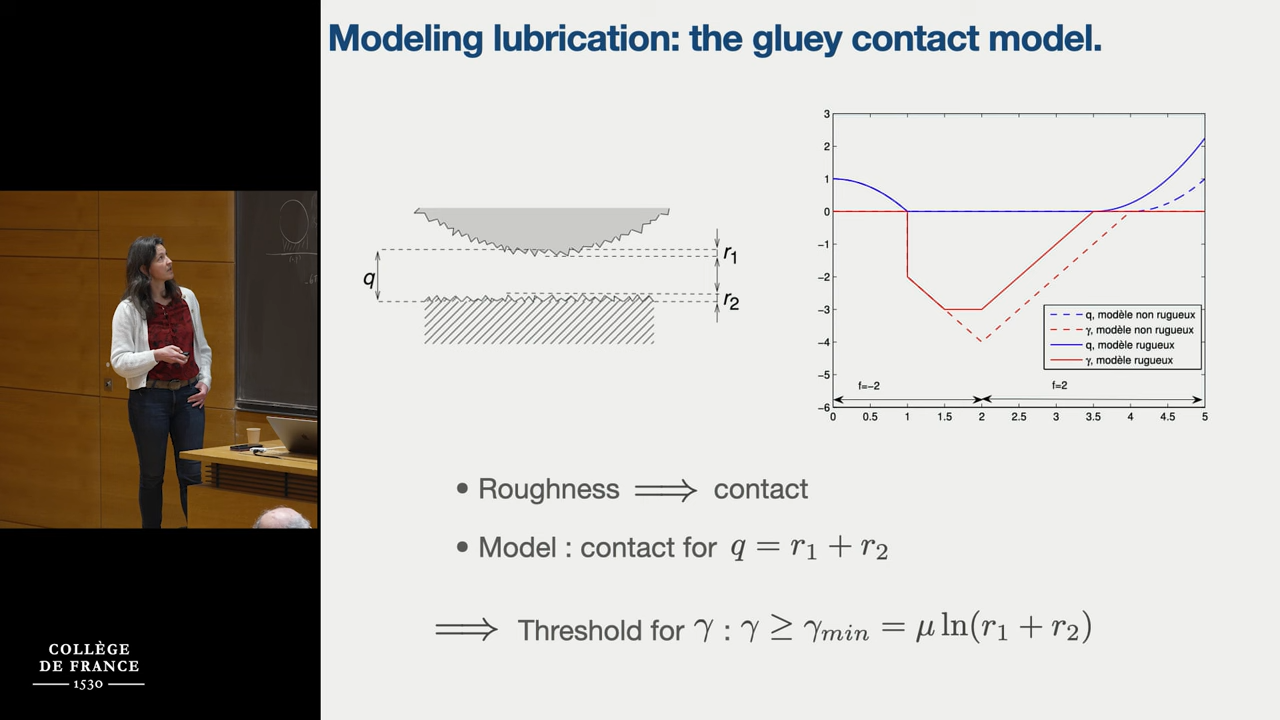 Modeling lubrication: the gluey contact model.
q
r₁
r₂
3
2
1
0
−1
−2
−3
−4
−5
−6
0 0.5 1 1.5 2 2.5 3 3.5 4 4.5 5
f=−2
f=2
q, modèle non rugueux
γ, modèle non rugueux
q, modèle rugueux
γ, modèle rugueux
• Roughness ⟹ contact
• Model : contact for q = r₁ + r₂
⟹ Threshold for γ : γ ≥ γₘᵢₙ = μ ln(r₁ + r₂)
COLLÈGE
DE FRANCE
1530